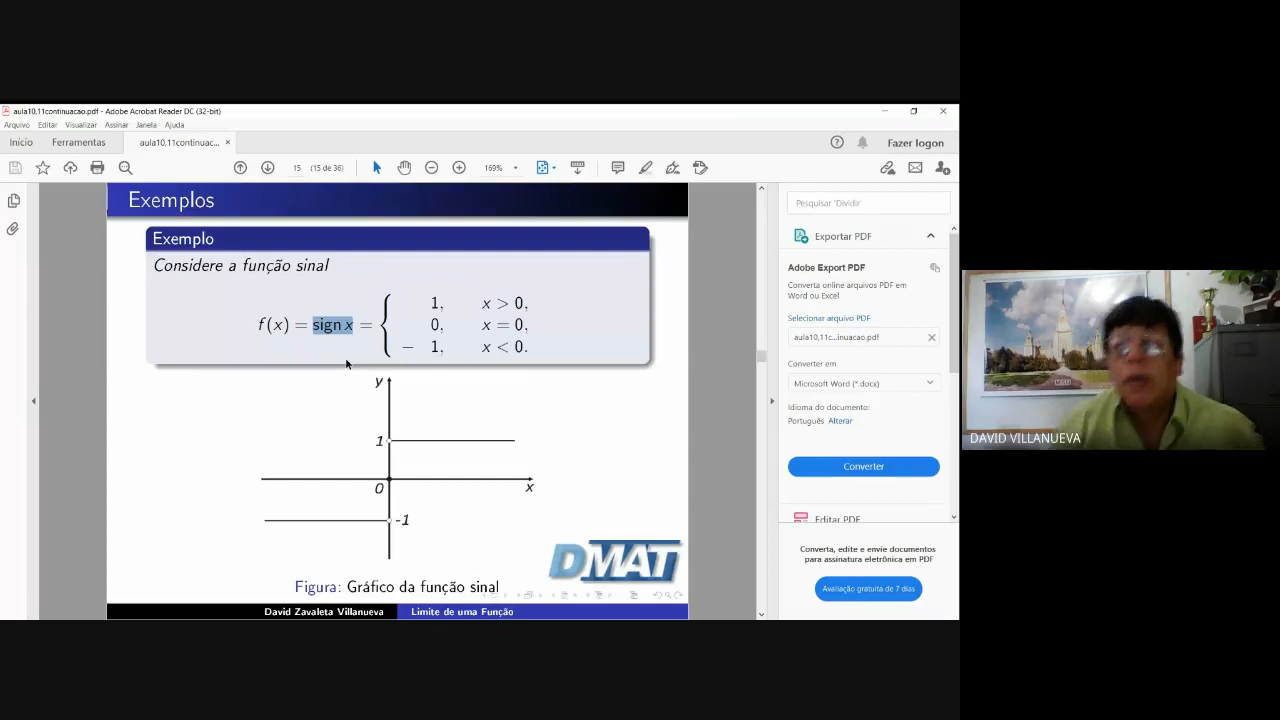 aula10,11continuacao.pdf - Adobe Acrobat Reader DC (32-bit)
Arquivo Editar Visualizar Assinar Janela Ajuda
Início Ferramentas aula10,11continuac... × Fazer logon
15 (15 de 36) 169%
Exemplos
Exemplo
Considere a função sinal
f(x) = sign x = { 1, x > 0,
0, x = 0,
− 1, x < 0.
y
1
0
x
-1
DMAT
Figura: Gráfico da função sinal
David Zavaleta Villanueva Limite de uma Função
Pesquisar 'Dividir'
Exportar PDF
Adobe Export PDF
Converta online arquivos PDF em
Word ou Excel
Selecionar arquivo PDF
aula10,11c...inuacao.pdf
Converter em
Microsoft Word (*.docx)
Idioma do documento:
Português Alterar
Converter
Editar PDF
Converta, edite e envie documentos
para assinatura eletrônica em PDF
Avaliação gratuita de 7 dias
DAVID VILLANUEVA